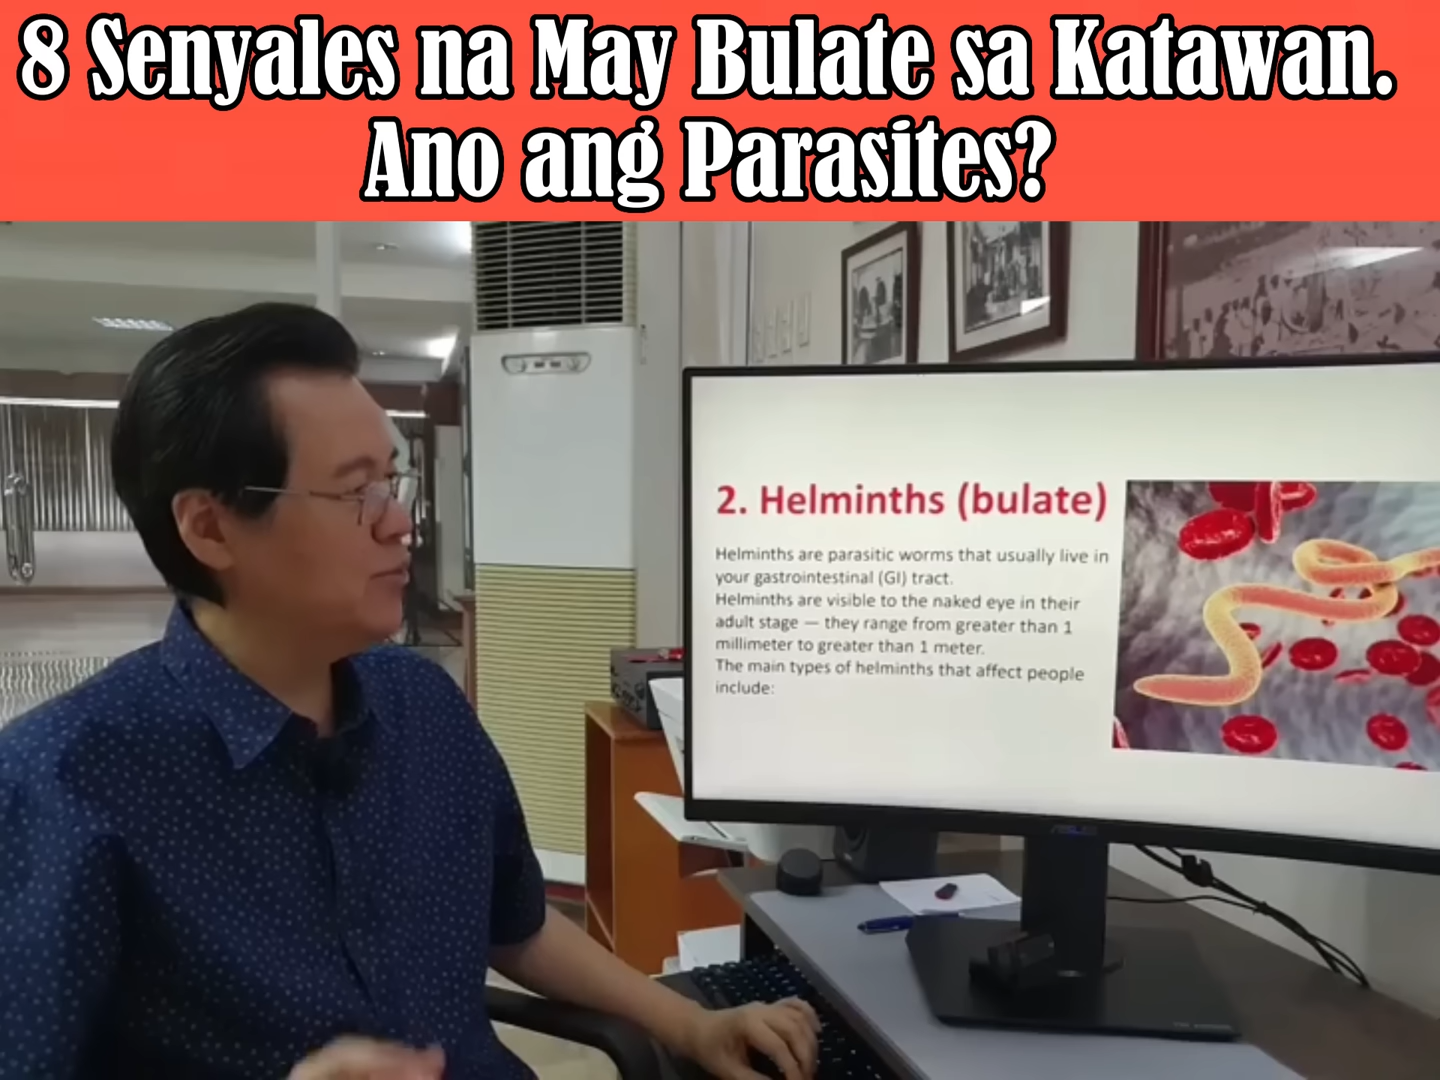 8 Senyales na May Bulate sa Katawan.
Ano ang Parasites?
2. Helminths (bulate)
Helminths are parasitic worms that usually live in
your gastrointestinal (GI) tract.
Helminths are visible to the naked eye in their
adult stage — they range from greater than 1
millimeter to greater than 1 meter.
The main types of helminths that affect people
include: